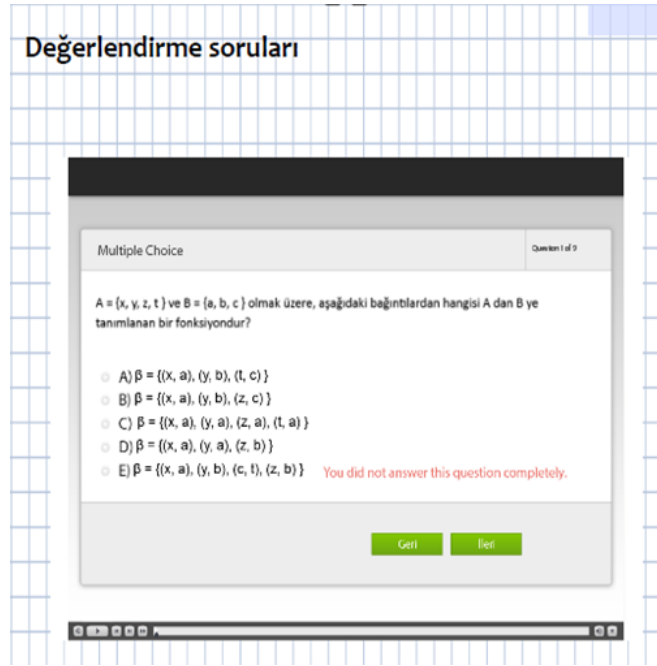 Değerlendirme soruları
Multiple Choice
Question 1 of 9
A = {x, y, z, t } ve B = {a, b, c } olmak üzere, aşağıdaki bağıntılardan hangisi A dan B ye
tanımlanan bir fonksiyondur?
A) β = {(x, a), (y, b), (t, c) }
B) β = {(x, a), (y, b), (z, c) }
C) β = {(x, a), (y, a), (z, a), (t, a) }
D) β = {(x, a), (y, a), (z, b) }
E) β = {(x, a), (y, b), (c, t), (z, b) }
You did not answer this question completely.
Geri
İleri